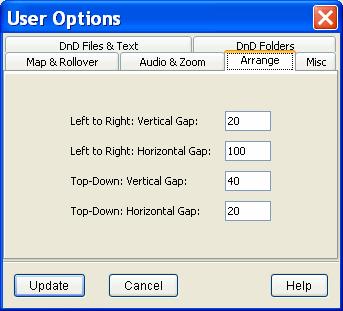 User Options
DnD Files & Text DnD Folders
Map & Rollover Audio & Zoom Arrange Misc
Left to Right: Vertical Gap: 20
Left to Right: Horizontal Gap: 100
Top-Down: Vertical Gap: 40
Top-Down: Horizontal Gap: 20
Update Cancel Help